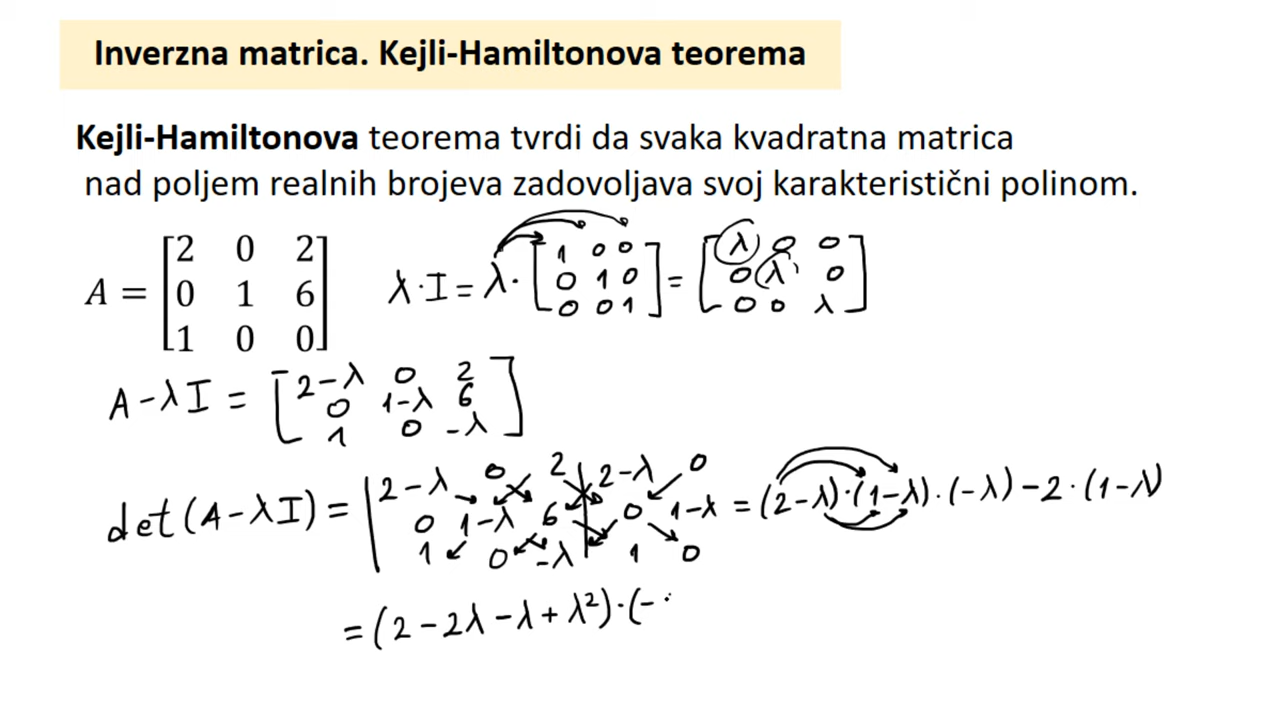 Inverzna matrica. Kejli-Hamiltonova teorema
Kejli-Hamiltonova teorema tvrdi da svaka kvadratna matrica
nad poljem realnih brojeva zadovoljava svoj karakteristični polinom.
A = [2 0 2
0 1 6
1 0 0]
λ·I = λ· [1 0 0
0 1 0
0 0 1] = [λ 0 0
0 λ 0
0 0 λ]
A - λI = [2-λ 0 2
0 1-λ 6
1 0 -λ]
det(A-λI) = |2-λ 0 2| 2-λ 0
0 1-λ 6 0 1-λ
1 0 -λ 1 0 = (2-λ)·(1-λ)·(-λ) - 2·(1-λ)
= (2 - 2λ - λ + λ²)·(-